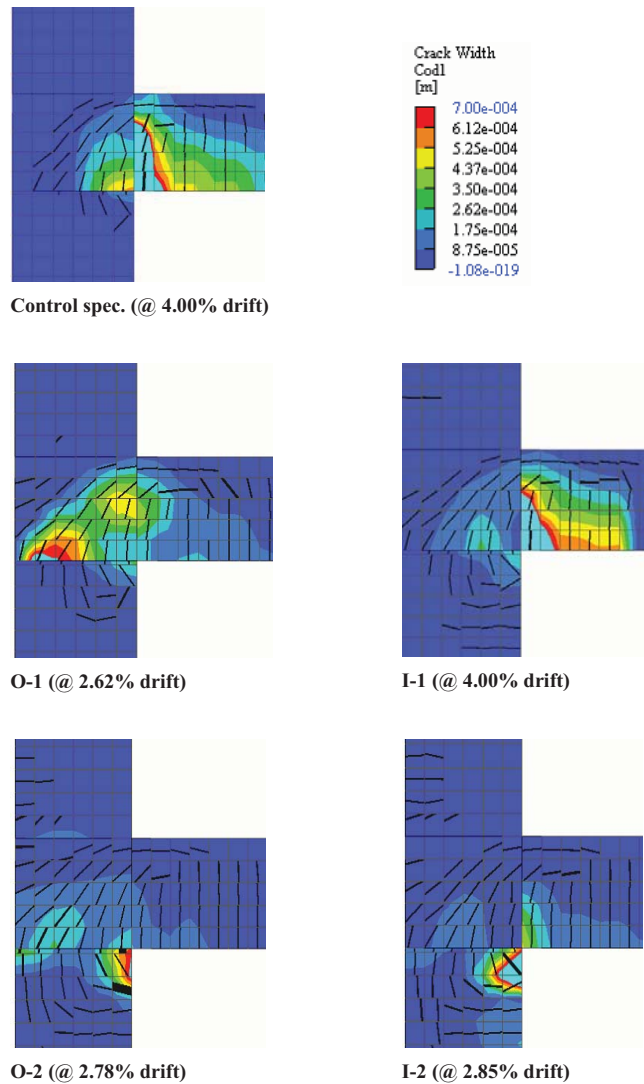 Crack Width
Cod1
[m]
7.00e-004
6.12e-004
5.25e-004
4.37e-004
3.50e-004
2.62e-004
1.75e-004
8.75e-005
-1.08e-019
Control spec. (@ 4.00% drift)
O-1 (@ 2.62% drift)
I-1 (@ 4.00% drift)
O-2 (@ 2.78% drift)
I-2 (@ 2.85% drift)